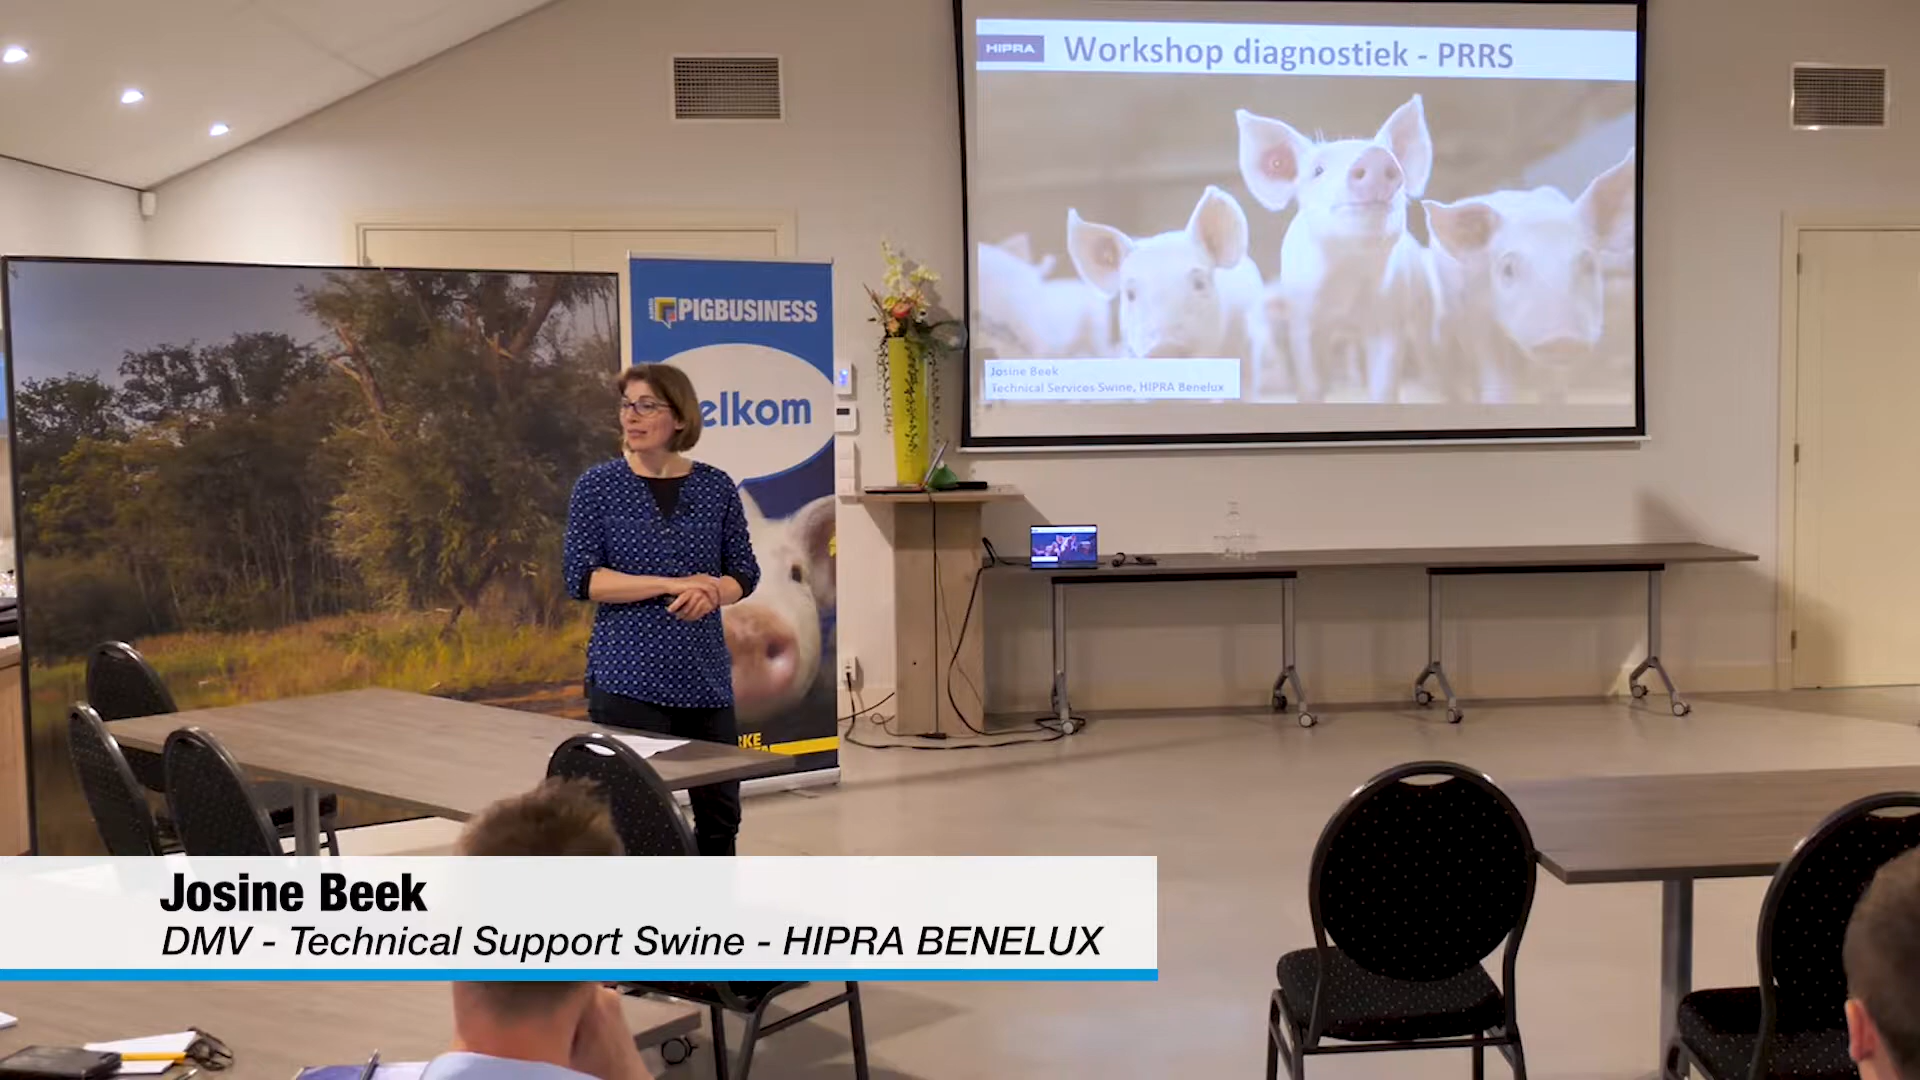 HIPRA
Workshop diagnostiek - PRRS
Josine Beek
Technical Services Swine, HIPRA Benelux
PIGBUSINESS
elkom
RKE
Josine Beek
DMV - Technical Support Swine - HIPRA BENELUX